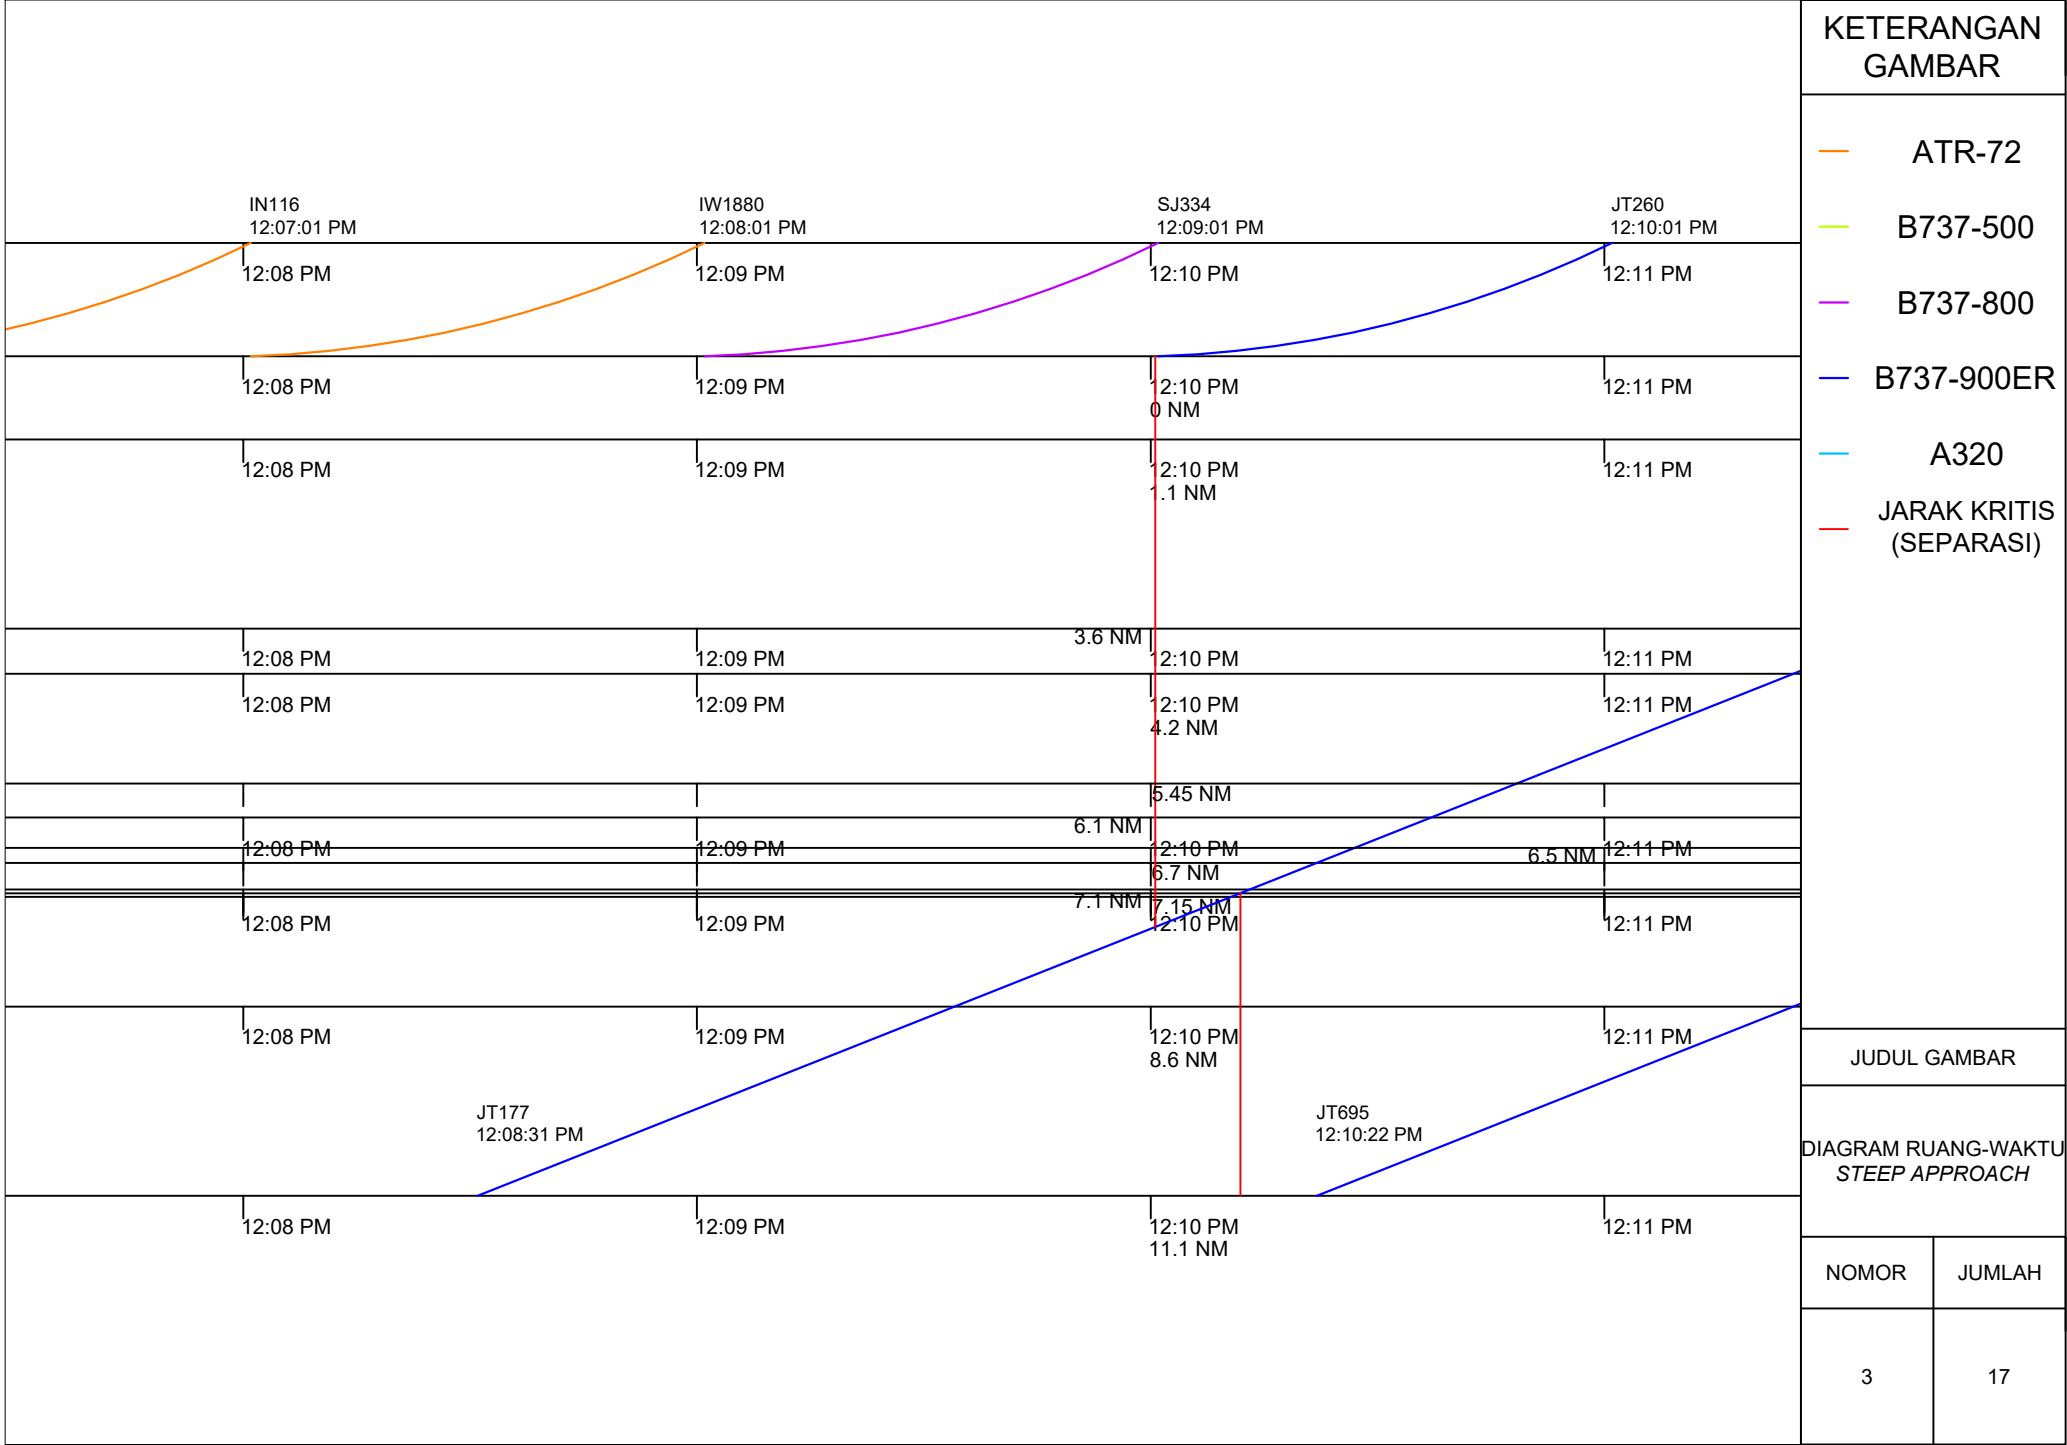 KETERANGAN
GAMBAR
ATR-72
B737-500
B737-800
B737-900ER
A320
JARAK KRITIS
(SEPARASI)
IN116
12:07:01 PM
IW1880
12:08:01 PM
SJ334
12:09:01 PM
JT260
12:10:01 PM
12:08 PM
12:09 PM
12:10 PM
12:11 PM
12:08 PM
12:09 PM
12:10 PM
0 NM
12:11 PM
12:08 PM
12:09 PM
12:10 PM
1.1 NM
12:11 PM
3.6 NM
12:08 PM
12:09 PM
12:10 PM
12:11 PM
12:08 PM
12:09 PM
12:10 PM
4.2 NM
12:11 PM
5.45 NM
6.1 NM
12:08 PM
12:09 PM
12:10 PM
12:11 PM
6.5 NM
6.7 NM
7.1 NM
7.15 NM
12:08 PM
12:09 PM
12:10 PM
12:11 PM
12:08 PM
12:09 PM
12:10 PM
8.6 NM
12:11 PM
JT177
12:08:31 PM
JT695
12:10:22 PM
12:08 PM
12:09 PM
12:10 PM
11.1 NM
12:11 PM
JUDUL GAMBAR
DIAGRAM RUANG-WAKTU
STEEP APPROACH
NOMOR
JUMLAH
3
17